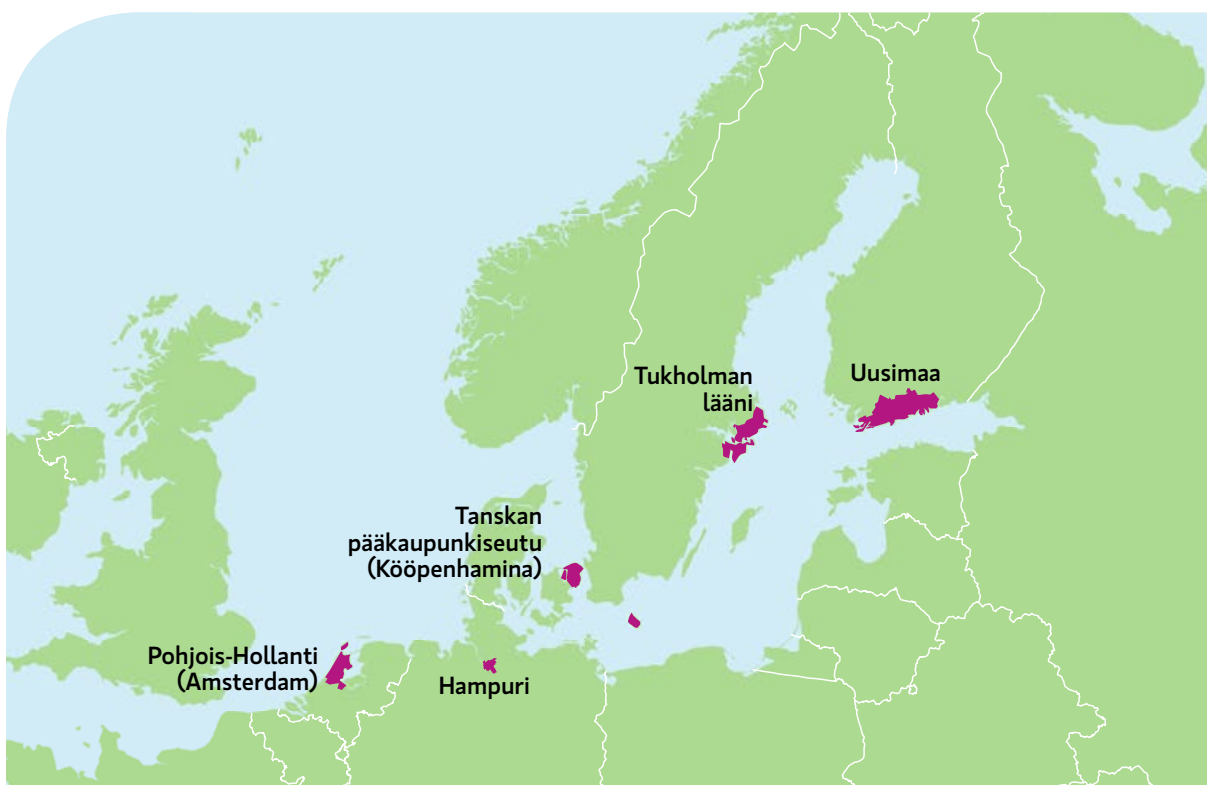 Tukholman
lääni
Uusimaa
Tanskan
pääkaupunkiseutu
(Kööpenhamina)
Pohjois-Hollanti
(Amsterdam)
Hampuri